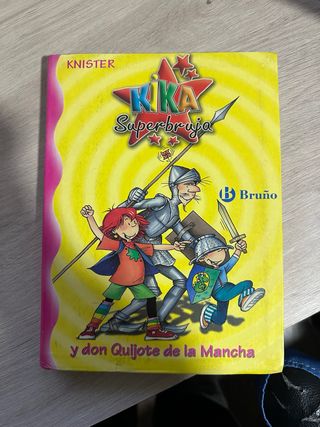 KNISTER
KIKA
Superbruja
Bruño
y don Quijote de la Mancha